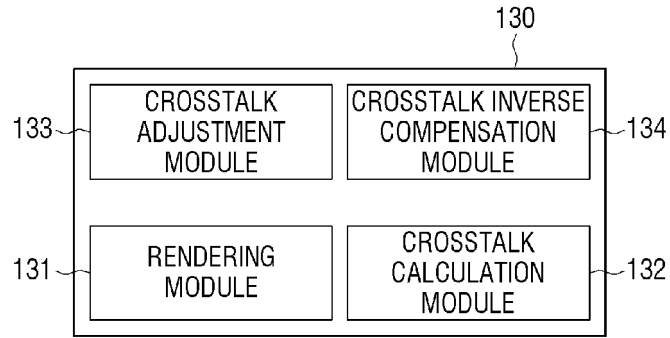 130
133
CROSSTALK
ADJUSTMENT
MODULE
CROSSTALK INVERSE
COMPENSATION
MODULE
134
131
RENDERING
MODULE
CROSSTALK
CALCULATION
MODULE
132